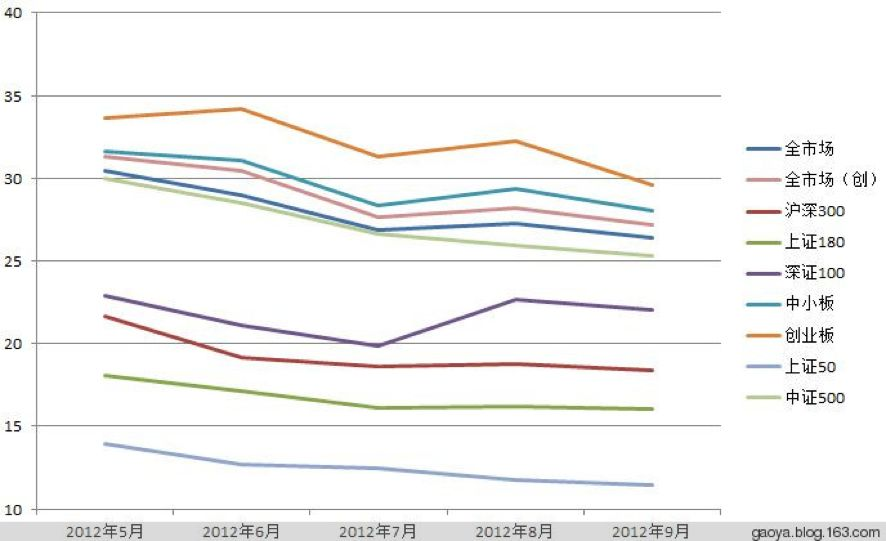 40
35
30
25
20
15
10
2012年5月
2012年6月
2012年7月
2012年8月
2012年9月
全市场
全市场（创）
沪深300
上证180
深证100
中小板
创业板
上证50
中证500
gaoya.blog.163.com